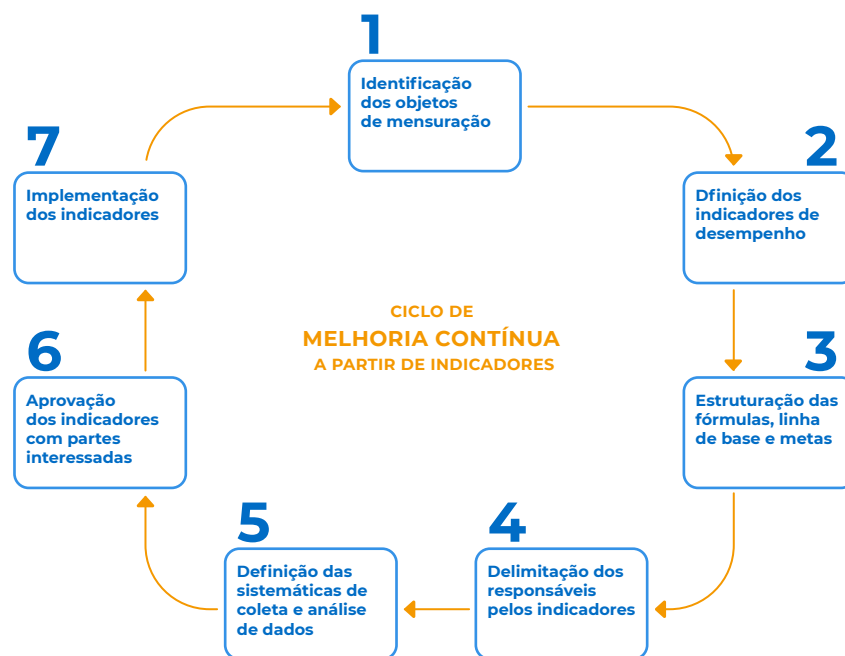 1
Identificação
dos objetos
de mensuração
2
Dfinição dos
indicadores de
desempenho
3
Estruturação das
fórmulas, linha
de base e metas
4
Delimitação dos
responsáveis
pelos indicadores
5
Definição das
sistemáticas de
coleta e análise
de dados
6
Aprovação
dos indicadores
com partes
interessadas
7
Implementação
dos indicadores
CICLO DE
MELHORIA CONTÍNUA
A PARTIR DE INDICADORES